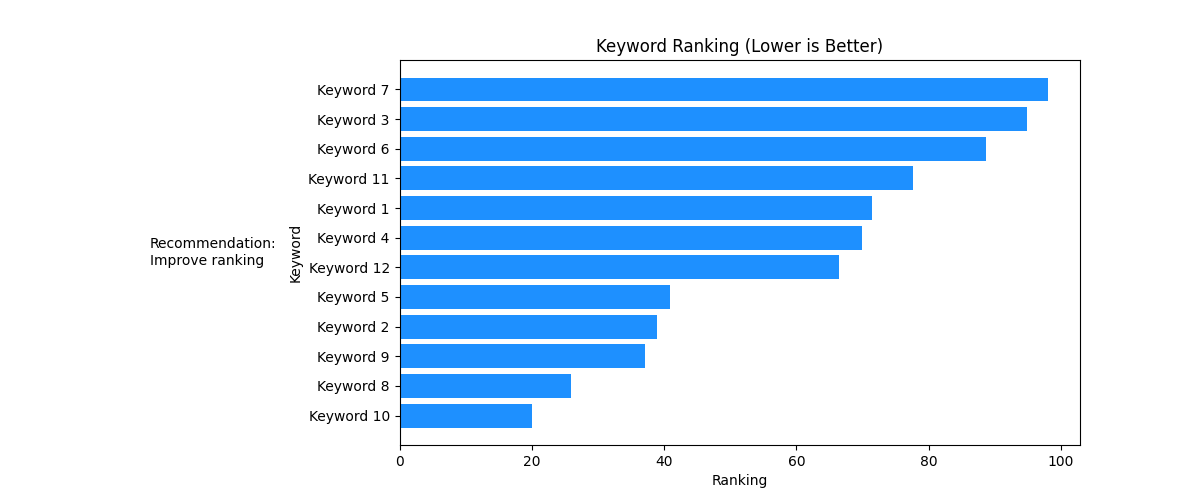 Keyword Ranking (Lower is Better)
Keyword 7
Keyword 3
Keyword 6
Keyword 11
Keyword 1
Keyword 4
Keyword 12
Keyword 5
Keyword 2
Keyword 9
Keyword 8
Keyword 10
Keyword
Recommendation:
Improve ranking
0 20 40 60 80 100
Ranking